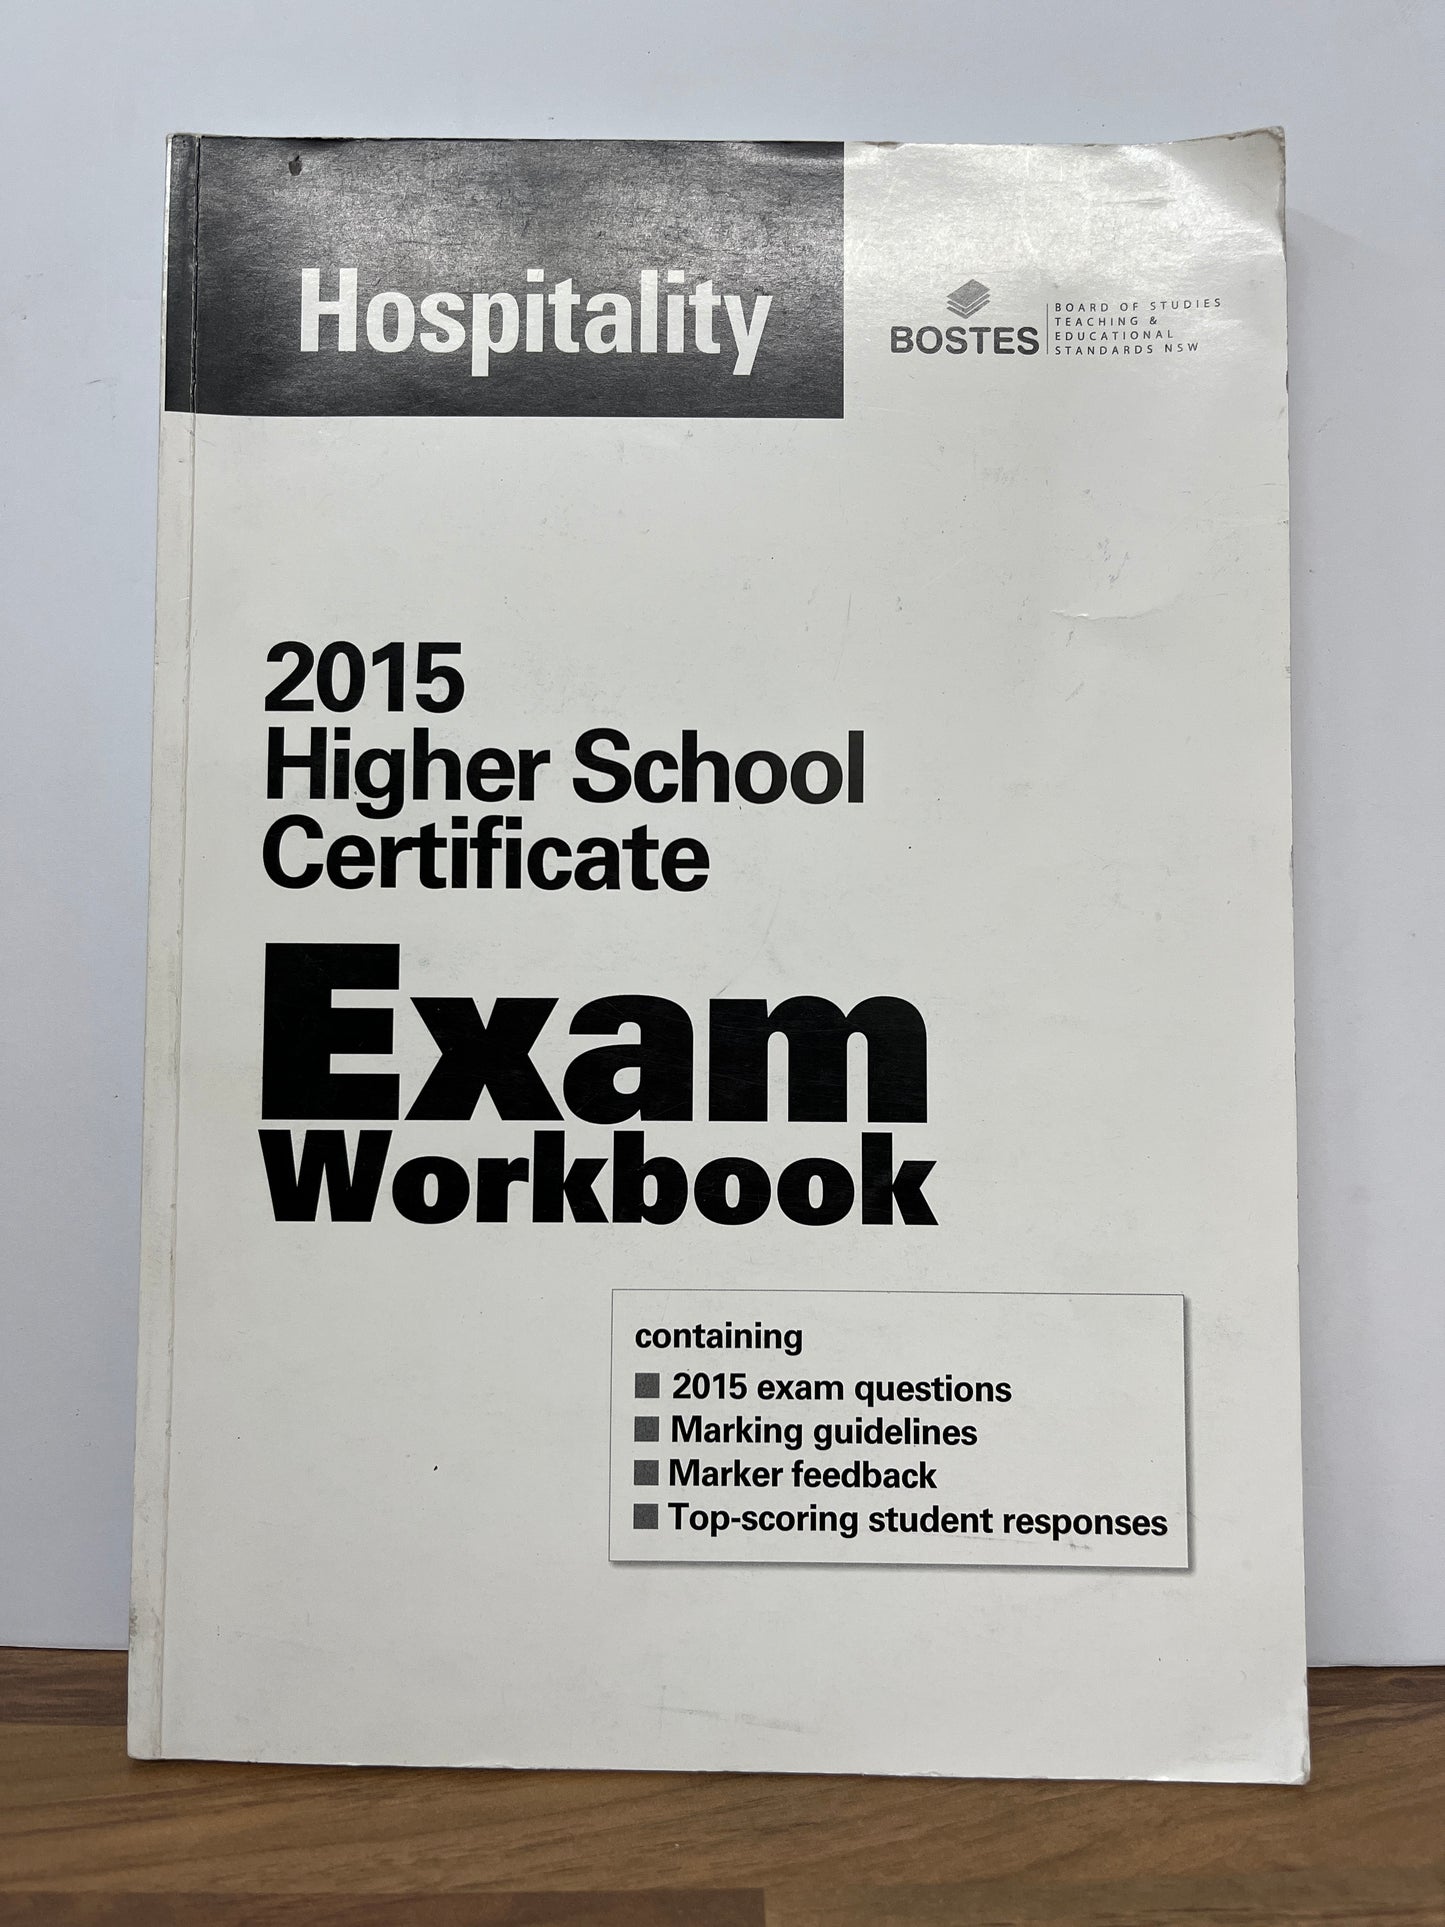 Hospitality
BOSTES
BOARD OF STUDIES
TEACHING &
EDUCATIONAL
STANDARDS NSW
2015
Higher School
Certificate
Exam
Workbook
containing
2015 exam questions
Marking guidelines
Marker feedback
Top-scoring student responses